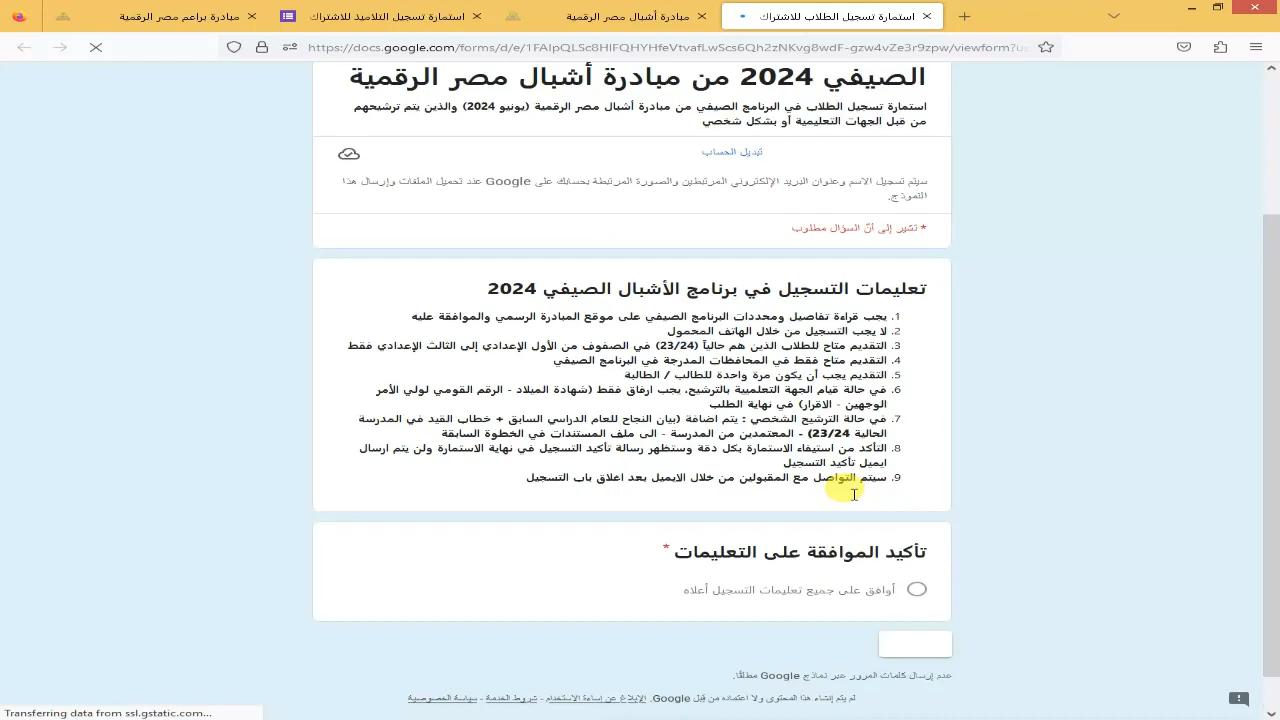 مبادرة براعم مصر الرقمية
استمارة تسجيل التلاميذ للاشتراك
مبادرة أشبال مصر الرقمية
استمارة تسجيل الطلاب للاشتراك
https://docs.google.com/forms/d/e/1FAIpQLSc8HIFQHYHfeVtvafLwScs6Qh2zNKvg8wdF-gzw4vZe3r9zpw/viewform?u
الصيفي 2024 من مبادرة أشبال مصر الرقمية
استمارة تسجيل الطلاب في البرنامج الصيفي من مبادرة أشبال مصر الرقمية (يونيو 2024) والذين يتم ترشيحهم
من قبل الجهات التعليمية أو بشكل شخصي
تبديل الحساب
سيتم تسجيل الاسم وعنوان البريد الإلكتروني المرتبطين والصورة المرتبطة بحسابك على Google عند تحميل الملفات وإرسال هذا
النموذج.
* تشير إلى أنّ السؤال مطلوب
تعليمات التسجيل في برنامج الأشبال الصيفي 2024
1. يجب قراءة تفاصيل ومحددات البرنامج الصيفي على موقع المبادرة الرسمي والموافقة عليه
2. لا يجب التسجيل من خلال الهاتف المحمول
3. التقديم متاح للطلاب الذين هم حالياً (23/24) في الصفوف من الأول الإعدادي إلى الثالث الإعدادي فقط
4. التقديم متاح فقط في المحافظات المدرجة في البرنامج الصيفي
5. التقديم يجب أن يكون مرة واحدة للطالب / الطالبة
6. في حالة قيام الجهة التعلميية بالترشيح، يجب ارفاق فقط (شهادة الميلاد - الرقم القومي لولي الأمر
الوجهين - الاقرار) في نهاية الطلب
7. في حالة الترشيح الشخصي : يتم اضافة (بيان النجاح للعام الدراسي السابق + خطاب القيد في المدرسة
الحالية 23/24) - المعتمدين من المدرسة - الى ملف المستندات في الخطوة السابقة
8. التأكد من استيفاء الاستمارة بكل دقة وستظهر رسالة تأكيد التسجيل في نهاية الاستمارة ولن يتم ارسال
ايميل تأكيد التسجيل
9. سيتم التواصل مع المقبولين من خلال الايميل بعد اغلاق باب التسجيل
تأكيد الموافقة على التعليمات *
أوافق على جميع تعليمات التسجيل أعلاه
عدم إرسال كلمات المرور عبر نماذج Google مطلقًا.
لم يتم إنشاء هذا المحتوى ولا اعتماده من قِبل Google. الإبلاغ عن إساءة الاستخدام - شروط الخدمة - سياسة الخصوصية
Transferring data from ssl.gstatic.com...